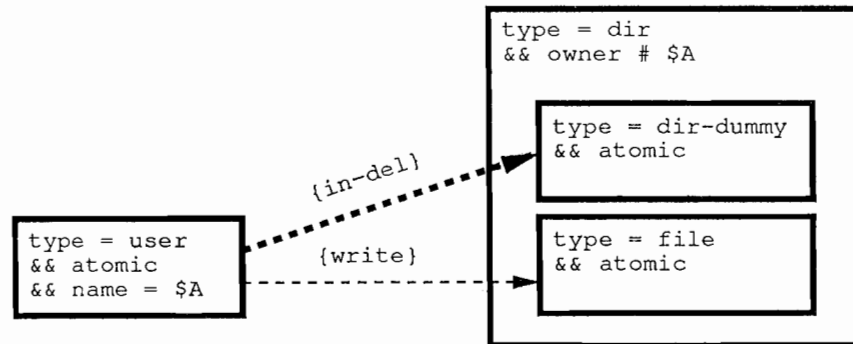 type = dir
&& owner # $A
type = dir-dummy
&& atomic
{in-del}
type = user
&& atomic
&& name = $A
{write}
type = file
&& atomic